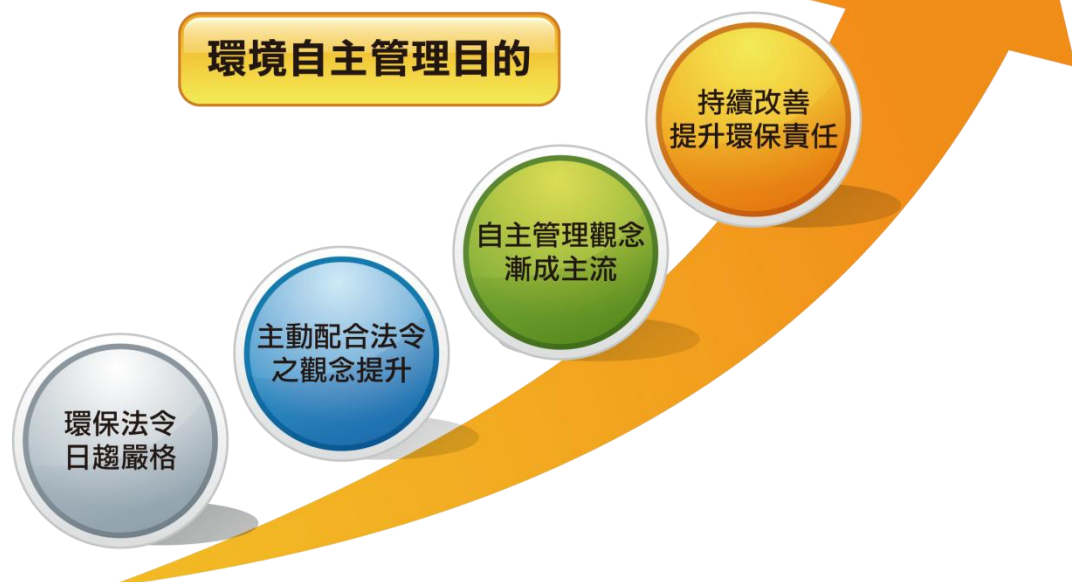 環境自主管理目的
持續改善
提升環保責任
自主管理觀念
漸成主流
主動配合法令
之觀念提升
環保法令
日趨嚴格